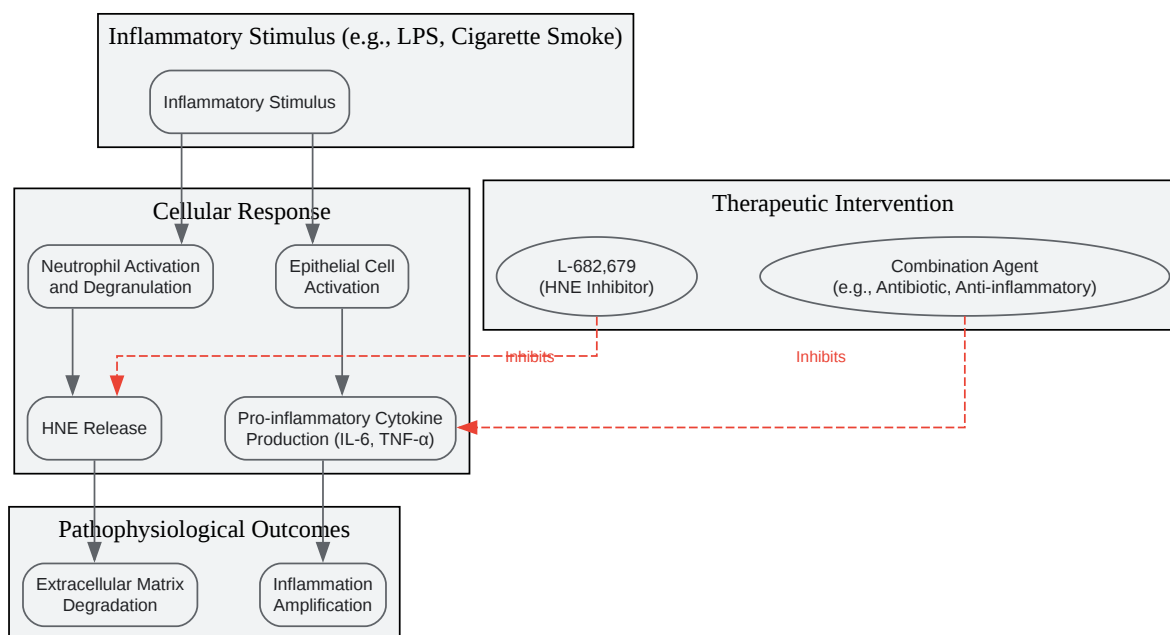 Inflammatory Stimulus (e.g., LPS, Cigarette Smoke)
Inflammatory Stimulus
Cellular Response
Neutrophil Activation
and Degranulation
Epithelial Cell
Activation
HNE Release
Pro-inflammatory Cytokine
Production (IL-6, TNF-α)
Therapeutic Intervention
L-682,679
(HNE Inhibitor)
Combination Agent
(e.g., Antibiotic, Anti-inflammatory)
Inhibits
Inhibits
Pathophysiological Outcomes
Extracellular Matrix
Degradation
Inflammation
Amplification